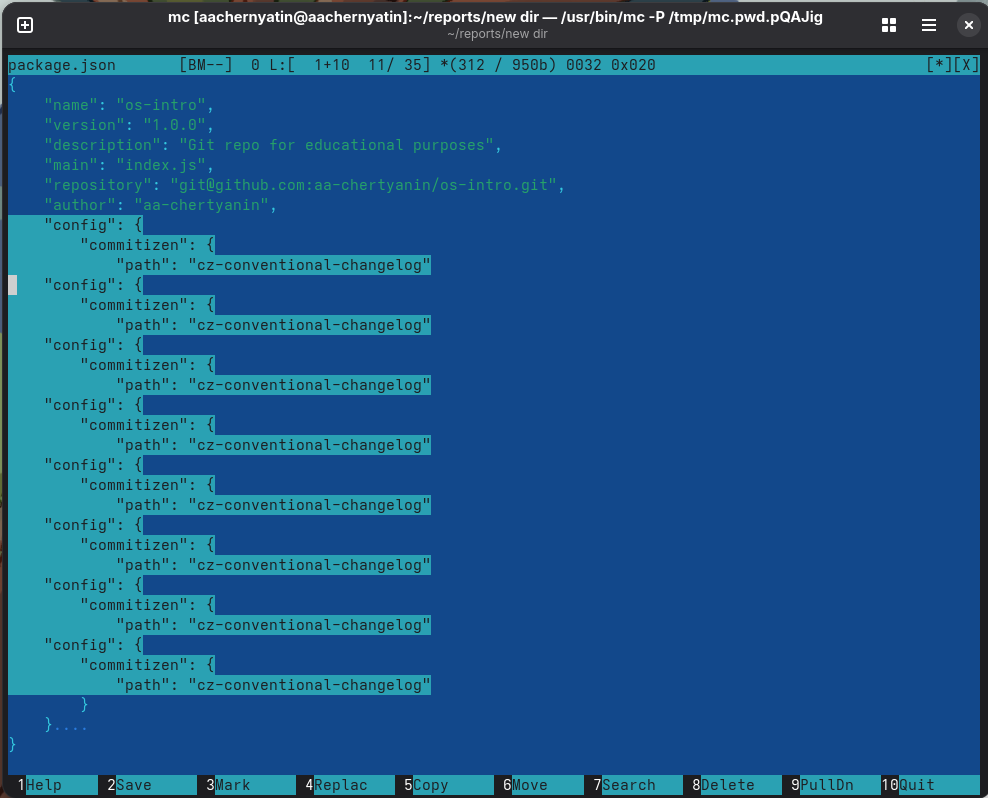 mc [aachernyatin@aachernyatin]:~/reports/new dir — /usr/bin/mc -P /tmp/mc.pwd.pQAJig
~/reports/new dir
package.json       [BM--]  0 L:[  1+10  11/ 35] *(312 / 950b) 0032 0x020                              [*][X]
{
    "name": "os-intro",
    "version": "1.0.0",
    "description": "Git repo for educational purposes",
    "main": "index.js",
    "repository": "git@github.com:aa-chertyanin/os-intro.git",
    "author": "aa-chertyanin",
    "config": {
        "commitizen": {
            "path": "cz-conventional-changelog"
    "config": {
        "commitizen": {
            "path": "cz-conventional-changelog"
    "config": {
        "commitizen": {
            "path": "cz-conventional-changelog"
    "config": {
        "commitizen": {
            "path": "cz-conventional-changelog"
    "config": {
        "commitizen": {
            "path": "cz-conventional-changelog"
    "config": {
        "commitizen": {
            "path": "cz-conventional-changelog"
    "config": {
        "commitizen": {
            "path": "cz-conventional-changelog"
    "config": {
        "commitizen": {
            "path": "cz-conventional-changelog"
        }
    }....
}
1Help 2Save 3Mark 4Replac 5Copy 6Move 7Search 8Delete 9PullDn 10Quit